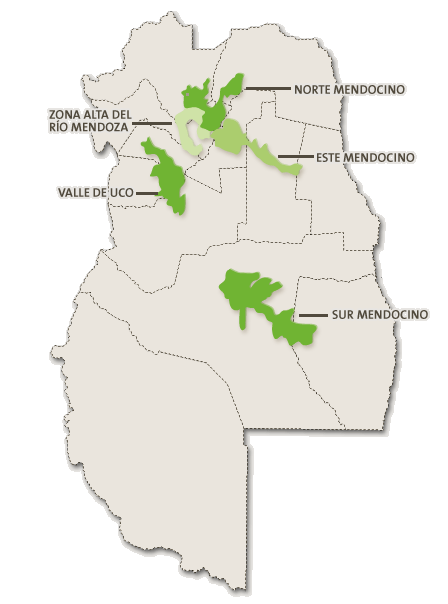 NORTE MENDOCINO
ZONA ALTA DEL
RÍO MENDOZA
ESTE MENDOCINO
VALLE DE UCO
SUR MENDOCINO